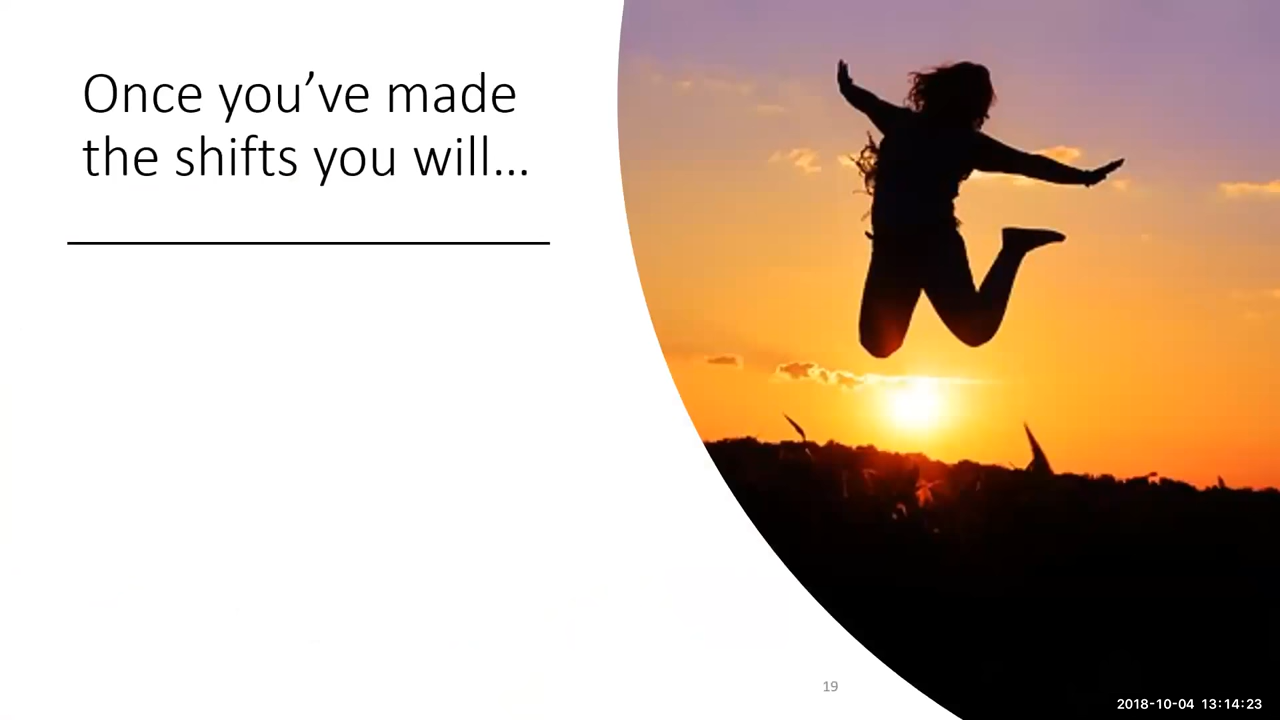 Once you’ve made
the shifts you will…
19
2018-10-04 13:14:23